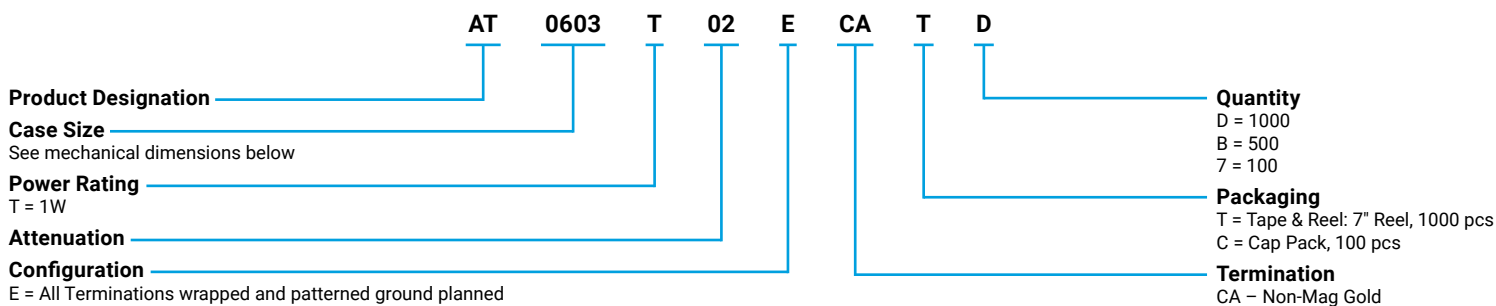 AT 0603 T 02 E CA T D
Product Designation
Case Size
See mechanical dimensions below
Power Rating
T = 1W
Attenuation
Configuration
E = All Terminations wrapped and patterned ground planned
Quantity
D = 1000
B = 500
7 = 100
Packaging
T = Tape & Reel: 7" Reel, 1000 pcs
C = Cap Pack, 100 pcs
Termination
CA – Non-Mag Gold